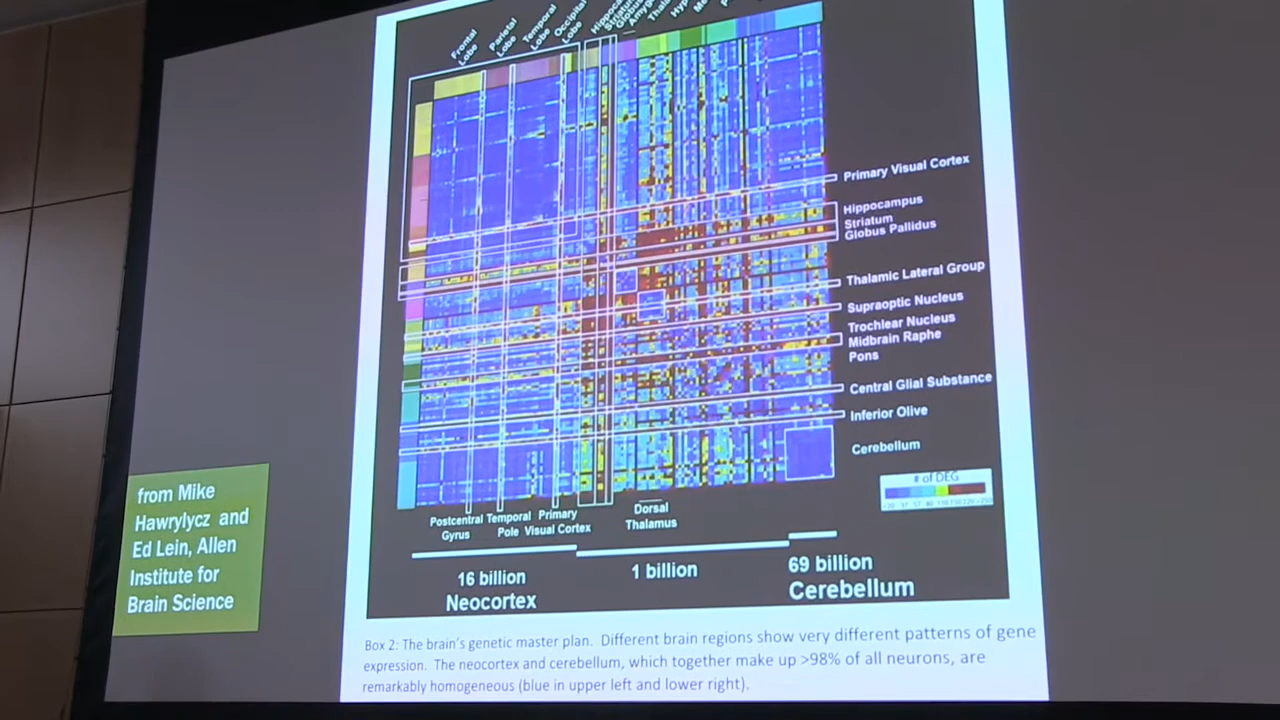 Frontal
Lobe
Parietal
Lobe
Temporal
Lobe
Occipital
Lobe
Primary Visual Cortex
Hippocampus
Striatum
Globus Pallidus
Thalamic Lateral Group
Supraoptic Nucleus
Trochlear Nucleus
Midbrain Raphe
Pons
Central Glial Substance
Inferior Olive
Cerebellum
# of DEG
Postcentral
Gyrus
Temporal
Pole
Primary
Visual Cortex
Dorsal
Thalamus
16 billion
Neocortex
1 billion
69 billion
Cerebellum
from Mike
Hawrylycz and
Ed Lein, Allen
Institute for
Brain Science
Box 2: The brain's genetic master plan. Different brain regions show very different patterns of gene
expression. The neocortex and cerebellum, which together make up >98% of all neurons, are
remarkably homogeneous (blue in upper left and lower right).